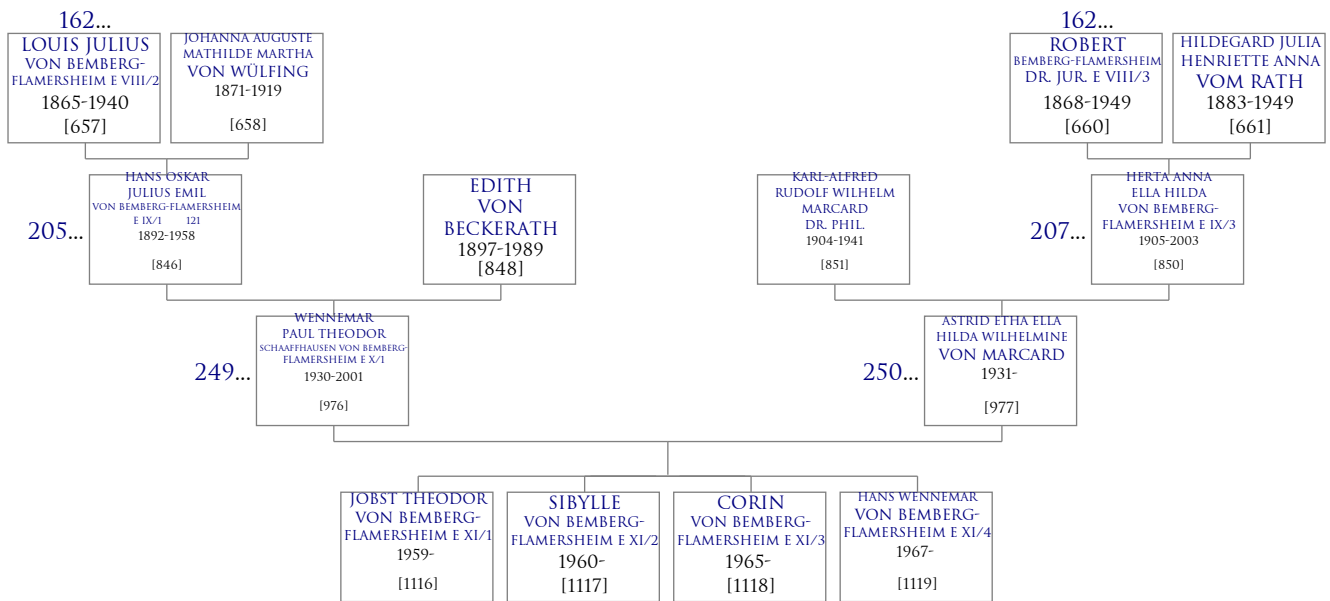 162...
LOUIS JULIUS
VON BEMBERG-
FLAMERSHEIM E VIII/2
1865-1940
[657]
JOHANNA AUGUSTE
MATHILDE MARTHA
VON WÜLFING
1871-1919
[658]
162...
ROBERT
BEMBERG-FLAMERSHEIM
DR. JUR. E VIII/3
1868-1949
[660]
HILDEGARD JULIA
HENRIETTE ANNA
VOM RATH
1883-1949
[661]
205...
HANS OSKAR
JULIUS EMIL
VON BEMBERG-FLAMERSHEIM
E IX/1 121
1892-1958
[846]
EDITH
VON
BECKERATH
1897-1989
[848]
KARL-ALFRED
RUDOLF WILHELM
MARCARD
DR. PHIL.
1904-1941
[851]
207...
HERTA ANNA
ELLA HILDA
VON BEMBERG-
FLAMERSHEIM E IX/3
1905-2003
[850]
249...
WENNEMAR
PAUL THEODOR
SCHAAFFHAUSEN VON BEMBERG-
FLAMERSHEIM E X/1
1930-2001
[976]
250...
ASTRID ETHA ELLA
HILDA WILHELMINE
VON MARCARD
1931-
[977]
JOBST THEODOR
VON BEMBERG-
FLAMERSHEIM E XI/1
1959-
[1116]
SIBYLLE
VON BEMBERG-
FLAMERSHEIM E XI/2
1960-
[1117]
CORIN
VON BEMBERG-
FLAMERSHEIM E XI/3
1965-
[1118]
HANS WENNEMAR
VON BEMBERG-
FLAMERSHEIM E XI/4
1967-
[1119]